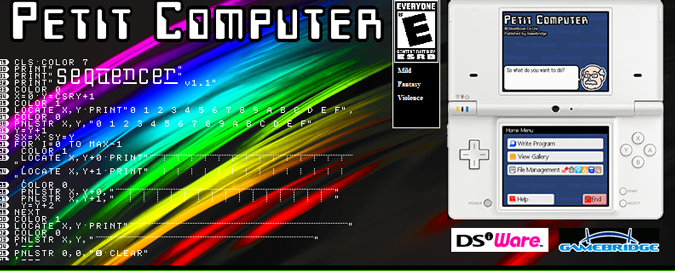 PETIT COMPUTER
CLS:COLOR 7
PRINT"
PRINT"sequencer"
PRINT" v1.1"
COLOR 0
X=0:Y=CSRY+1
COLOR 1
LOCATE X,Y:PRINT"0 1 2 3 4 5 6 7 8 9 A B C D E F",
COLOR 0
PNLSTR X,Y,"0 1 2 3 4 5 6 7 8 9 A B C D E F"
Y=Y+1
SX=X:SY=Y
FOR I=0 TO MAX-1
COLOR 1
LOCATE X,Y+0:PRINT"
LOCATE X,Y+1:PRINT"
COLOR 0
PNLSTR X,Y+0,"
PNLSTR X,Y+1,"
Y=Y+2
NEXT
COLOR 1
LOCATE X,Y:PRINT"
COLOR 0
PNLSTR X,Y,"
PNLSTR 0,0,"B:CLEAR"
EVERYONE
E
CONTENT RATED BY
ESRB
Mild
Fantasy
Violence
PETIT COMPUTER
Published by GameBridge
So what do you want to do?
Home Menu
Write Program
View Gallery
File Management
Help
End
POWER
X
Y
A
B
START
SELECT
DSiWare
GAMEBRIDGE